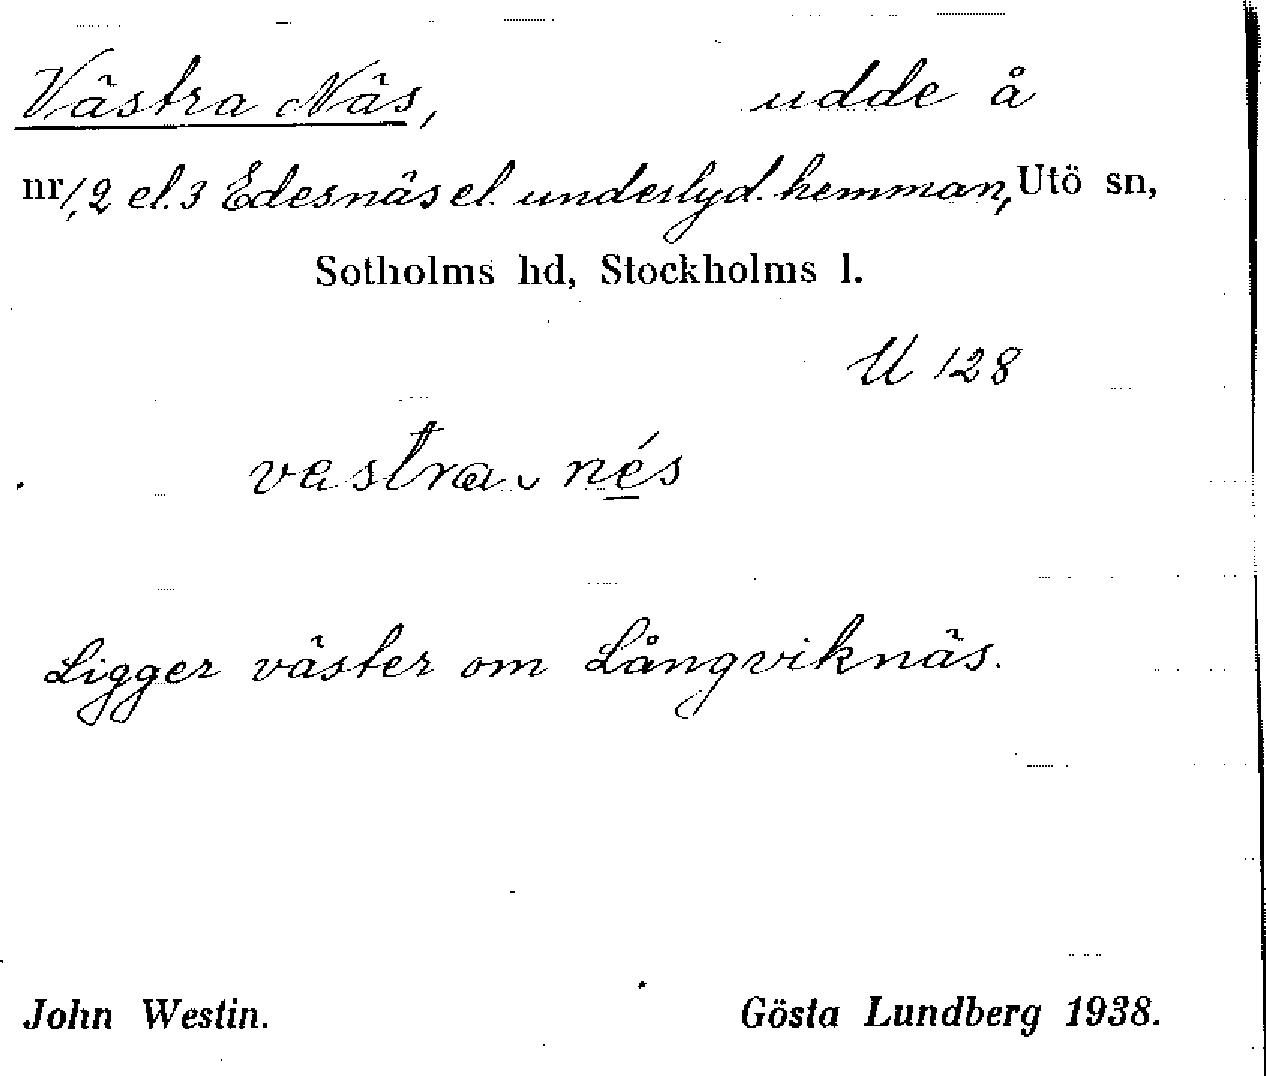 Västra Näs, udde å
nr 1, 2 el. 3 Edesnäs el. underlyd. hemman, Utö sn,
Sotholms hd, Stockholms l.
U 128
vestra nés
Ligger väster om Långviknäs.
John Westin. Gösta Lundberg 1938.